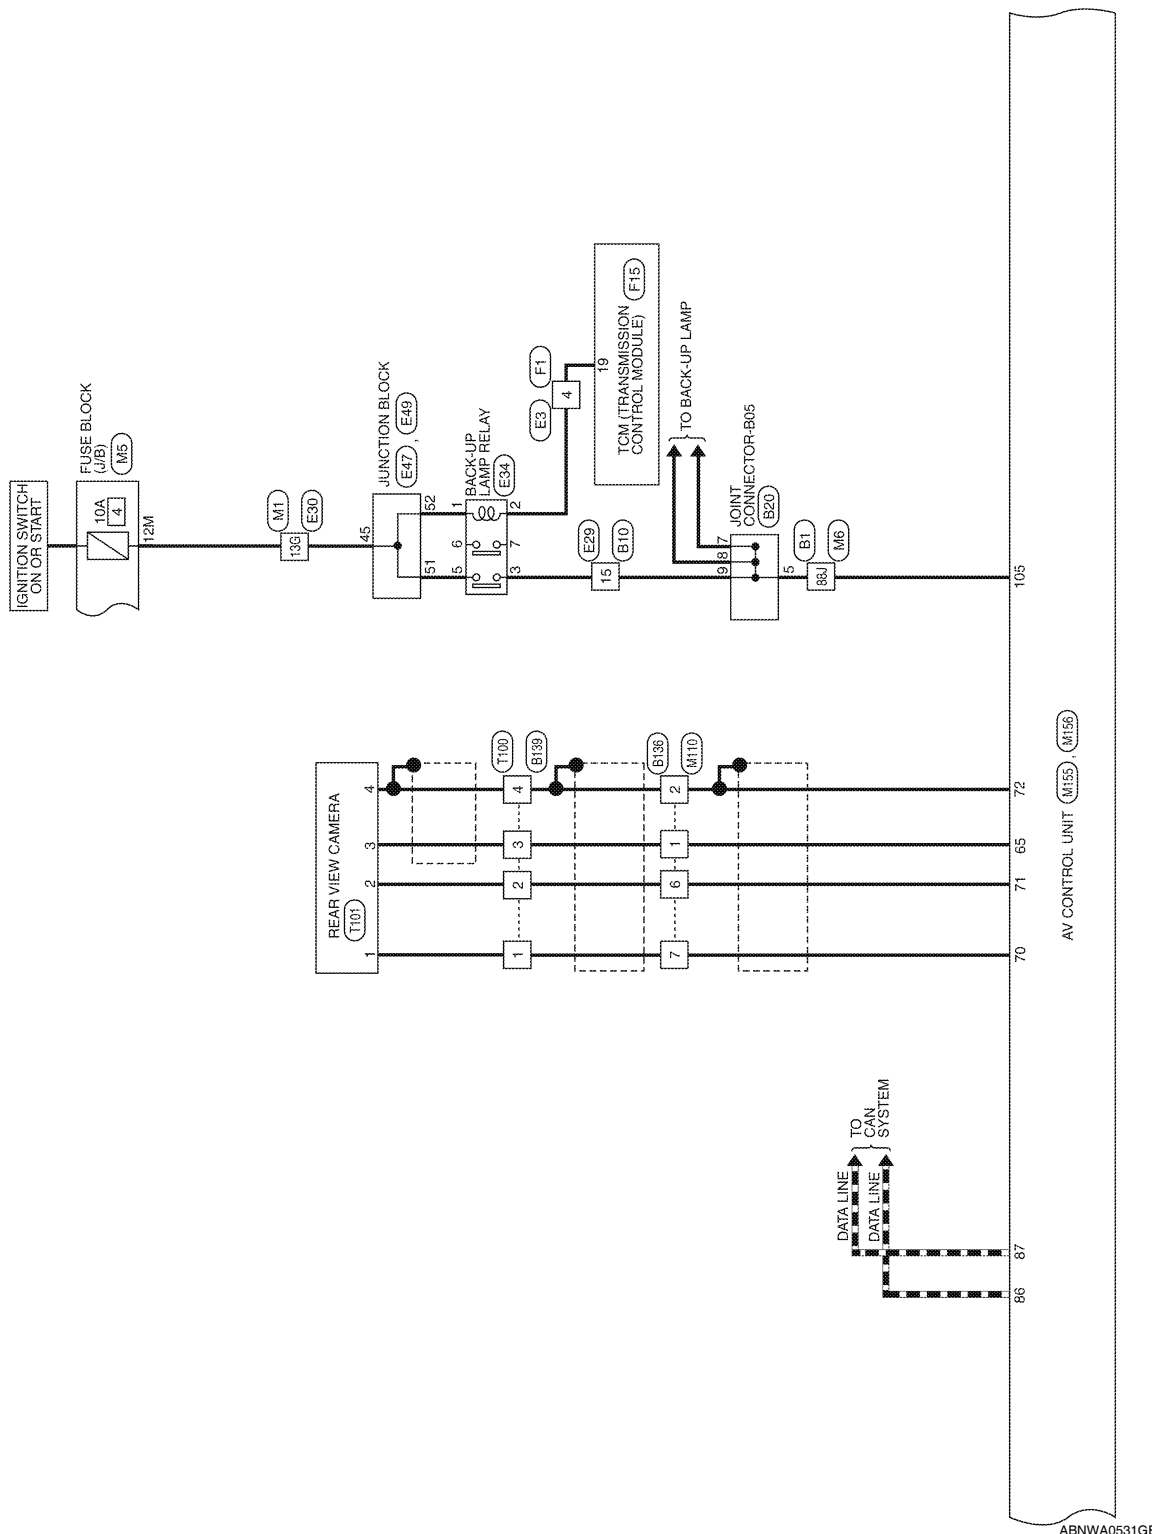 IGNITION SWITCH
ON OR START
FUSE BLOCK
(J/B)
M5
10A
4
12M
M1
13G
E30
JUNCTION BLOCK
E47 , E49
45
51
52
BACK-UP
LAMP RELAY
E34
5
6
1
3
7
2
E3
4
F1
19
TCM (TRANSMISSION
CONTROL MODULE)
F15
E29
15
B10
TO BACK-UP LAMP
JOINT
CONNECTOR-B05
B20
9
8
7
5
B1
88J
M6
105
REAR VIEW CAMERA
T101
1
2
3
4
T100
B139
1
2
3
4
B136
M110
7
6
1
2
70
71
65
72
AV CONTROL UNIT M155 , M156
DATA LINE
DATA LINE
TO
CAN
SYSTEM
86
87
ABNWA0531GE